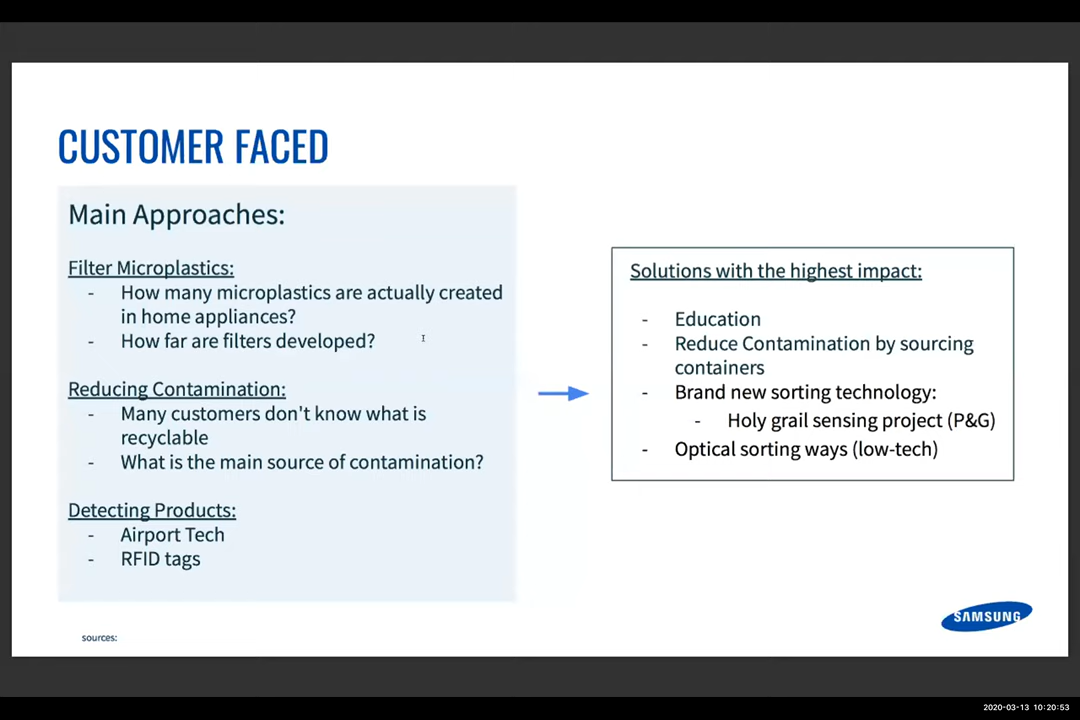 CUSTOMER FACED
Main Approaches:
Filter Microplastics:
- How many microplastics are actually created
in home appliances?
- How far are filters developed?
Reducing Contamination:
- Many customers don't know what is
recyclable
- What is the main source of contamination?
Detecting Products:
- Airport Tech
- RFID tags
Solutions with the highest impact:
- Education
- Reduce Contamination by sourcing
containers
- Brand new sorting technology:
- Holy grail sensing project (P&G)
- Optical sorting ways (low-tech)
SAMSUNG
sources:
2020-03-13 10:20:53